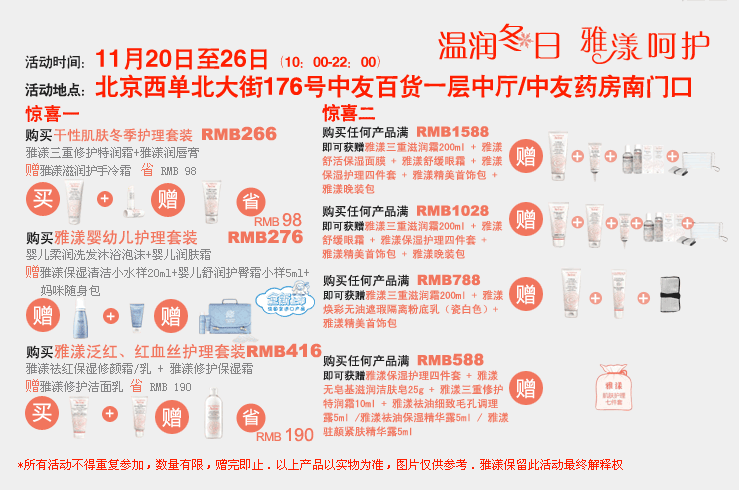 温润冬日 雅漾呵护
活动时间: 11月20日至26日 (10: 00-22: 00)
活动地点: 北京西单北大街176号中友百货一层中厅/中友药房南门口
惊喜一
购买干性肌肤冬季护理套装 RMB266
雅漾三重修护特润霜+雅漾润唇膏
赠雅漾滋润护手冷霜 省 RMB 98
买 + 赠 省
RMB 98
购买雅漾婴幼儿护理套装 RMB276
婴儿柔润洗发沐浴泡沫+婴儿润肤霜
赠雅漾保湿清洁小水样20ml+婴儿舒润护臀霜小样5ml+
妈咪随身包
赠 + 赠
全新上市
购买雅漾泛红、红血丝护理套装RMB416
雅漾祛红保湿修颜霜/乳 + 雅漾修护保湿霜
赠雅漾修护洁面乳 省 RMB 190
买 + 赠 省
RMB 190
惊喜二
购买任何产品满 RMB1588
即可获赠雅漾三重滋润霜200ml + 雅漾
舒活保湿面膜 + 雅漾舒缓眼霜 + 雅漾
保湿护理四件套 + 雅漾精美首饰包 +
雅漾晚装包
赠 + + +
购买任何产品满 RMB1028
即可获赠雅漾三重滋润霜200ml + 雅漾
舒缓眼霜 + 雅漾保湿护理四件套 +
雅漾精美首饰包 + 雅漾晚装包
赠 + + +
购买任何产品满 RMB788
即可获赠雅漾三重滋润霜200ml + 雅漾
焕彩无油遮瑕隔离粉底乳（瓷白色）+
雅漾精美首饰包
赠 + +
购买任何产品满 RMB588
即可获赠雅漾保湿护理四件套 + 雅漾
无皂基滋润洁肤皂25g + 雅漾三重修护
特润霜10ml + 雅漾祛油细致毛孔调理
露5ml /雅漾祛油保湿精华露5ml / 雅漾
驻颜紧肤精华露5ml
赠
雅漾
肌肤护理
七件套
*所有活动不得重复参加，数量有限，赠完即止．以上产品以实物为准，图片仅供参考．雅漾保留此活动最终解释权